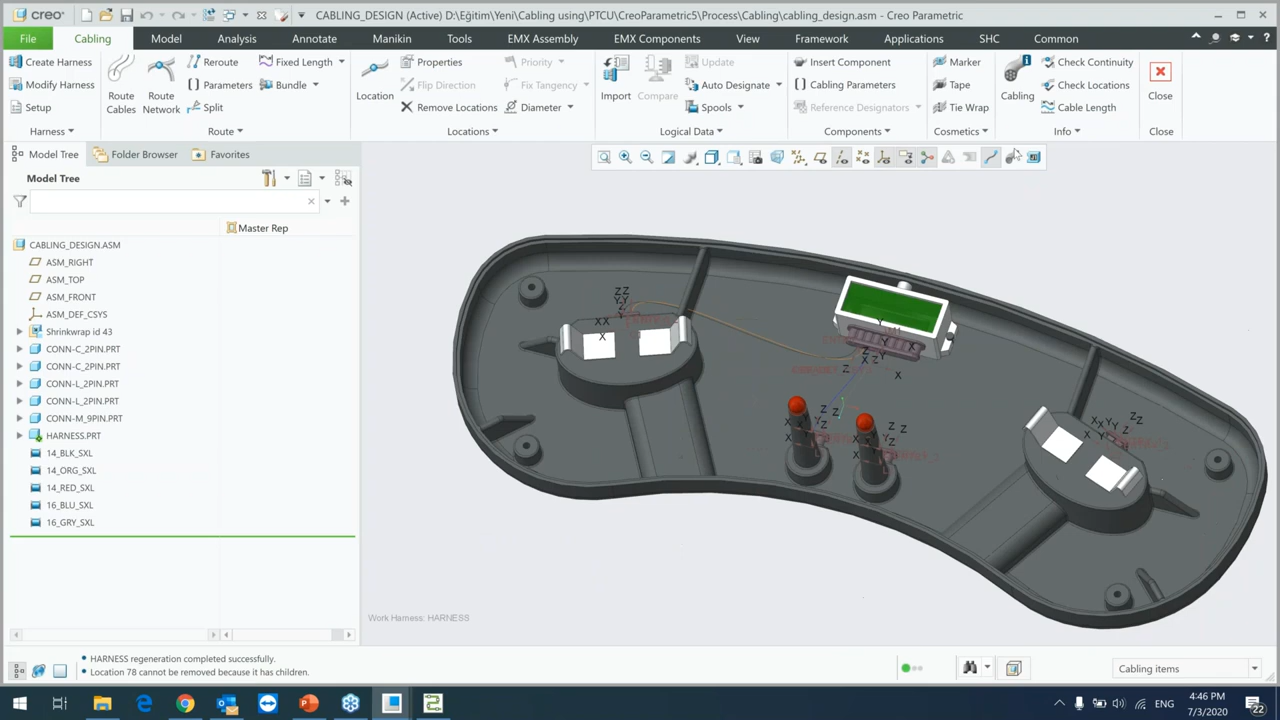 creo
CABLING_DESIGN (Active) D:\Eğitim\Yeni\Cabling using\PTCU\CreoParametric5\Process\Cabling\cabling_design.asm - Creo Parametric
File Cabling Model Analysis Annotate Manikin Tools EMX Assembly EMX Components View Framework Applications SHC Common
Create Harness
Modify Harness
Setup
Harness
Route Cables
Route Network
Reroute
Parameters
Split
Fixed Length
Bundle
Route
Location
Properties
Flip Direction
Remove Locations
Priority
Fix Tangency
Diameter
Locations
Import
Compare
Update
Auto Designate
Spools
Logical Data
Insert Component
Cabling Parameters
Reference Designators
Components
Marker
Tape
Tie Wrap
Cosmetics
Cabling
Check Continuity
Check Locations
Cable Length
Info
Close
Close
Model Tree Folder Browser Favorites
Model Tree
Master Rep
CABLING_DESIGN.ASM
ASM_RIGHT
ASM_TOP
ASM_FRONT
ASM_DEF_CSYS
Shrinkwrap id 43
CONN-C_2PIN.PRT
CONN-C_2PIN.PRT
CONN-L_2PIN.PRT
CONN-L_2PIN.PRT
CONN-M_9PIN.PRT
HARNESS.PRT
14_BLK_SXL
14_ORG_SXL
14_RED_SXL
16_BLU_SXL
16_GRY_SXL
Work Harness: HARNESS
HARNESS regeneration completed successfully.
Location 78 cannot be removed because it has children.
Cabling items
ENG
4:46 PM
7/3/2020
22